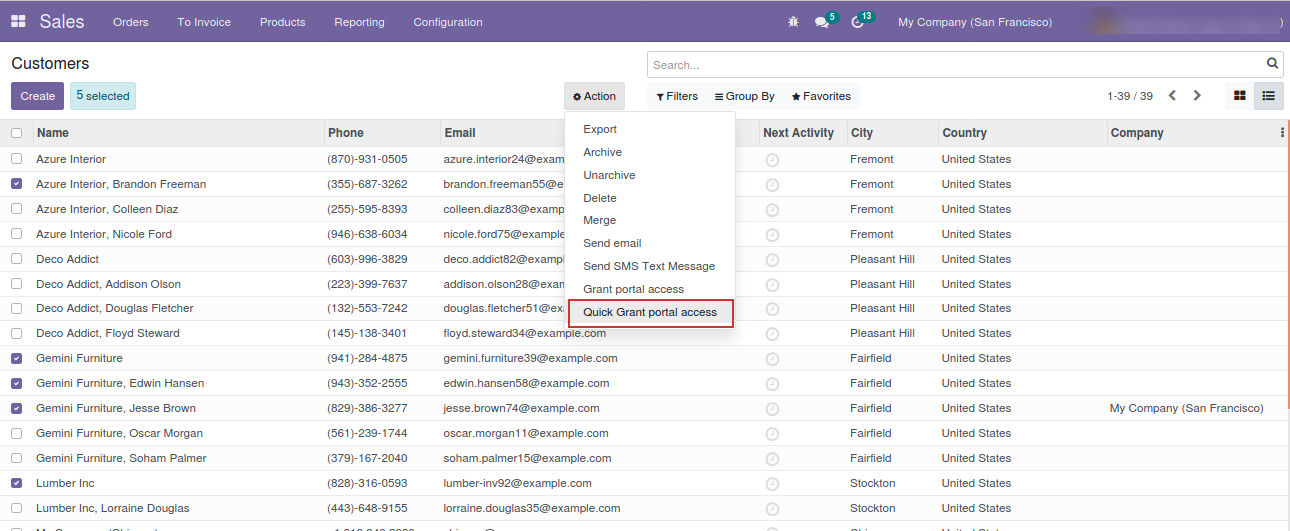 Sales Orders To Invoice Products Reporting Configuration 5 13 My Company (San Francisco) )
Customers Search...
Create 5 selected Action Filters Group By Favorites 1-39 / 39
Name Phone Email Next Activity City Country Company
Export
Archive
Unarchive
Delete
Merge
Send email
Send SMS Text Message
Grant portal access
Quick Grant portal access
Azure Interior (870)-931-0505 azure.interior24@exam Fremont United States
Azure Interior, Brandon Freeman (355)-687-3262 brandon.freeman55@e Fremont United States
Azure Interior, Colleen Diaz (255)-595-8393 colleen.diaz83@examp Fremont United States
Azure Interior, Nicole Ford (946)-638-6034 nicole.ford75@example Fremont United States
Deco Addict (603)-996-3829 deco.addict82@examp Pleasant Hill United States
Deco Addict, Addison Olson (223)-399-7637 addison.olson28@exam Pleasant Hill United States
Deco Addict, Douglas Fletcher (132)-553-7242 douglas.fletcher51@ex Pleasant Hill United States
Deco Addict, Floyd Steward (145)-138-3401 floyd.steward34@example.com Pleasant Hill United States
Gemini Furniture (941)-284-4875 gemini.furniture39@example.com Fairfield United States
Gemini Furniture, Edwin Hansen (943)-352-2555 edwin.hansen58@example.com Fairfield United States
Gemini Furniture, Jesse Brown (829)-386-3277 jesse.brown74@example.com Fairfield United States My Company (San Francisco)
Gemini Furniture, Oscar Morgan (561)-239-1744 oscar.morgan11@example.com Fairfield United States
Gemini Furniture, Soham Palmer (379)-167-2040 soham.palmer15@example.com Fairfield United States
Lumber Inc (828)-316-0593 lumber-inv92@example.com Stockton United States
Lumber Inc, Lorraine Douglas (443)-648-9155 lorraine.douglas35@example.com Stockton United States